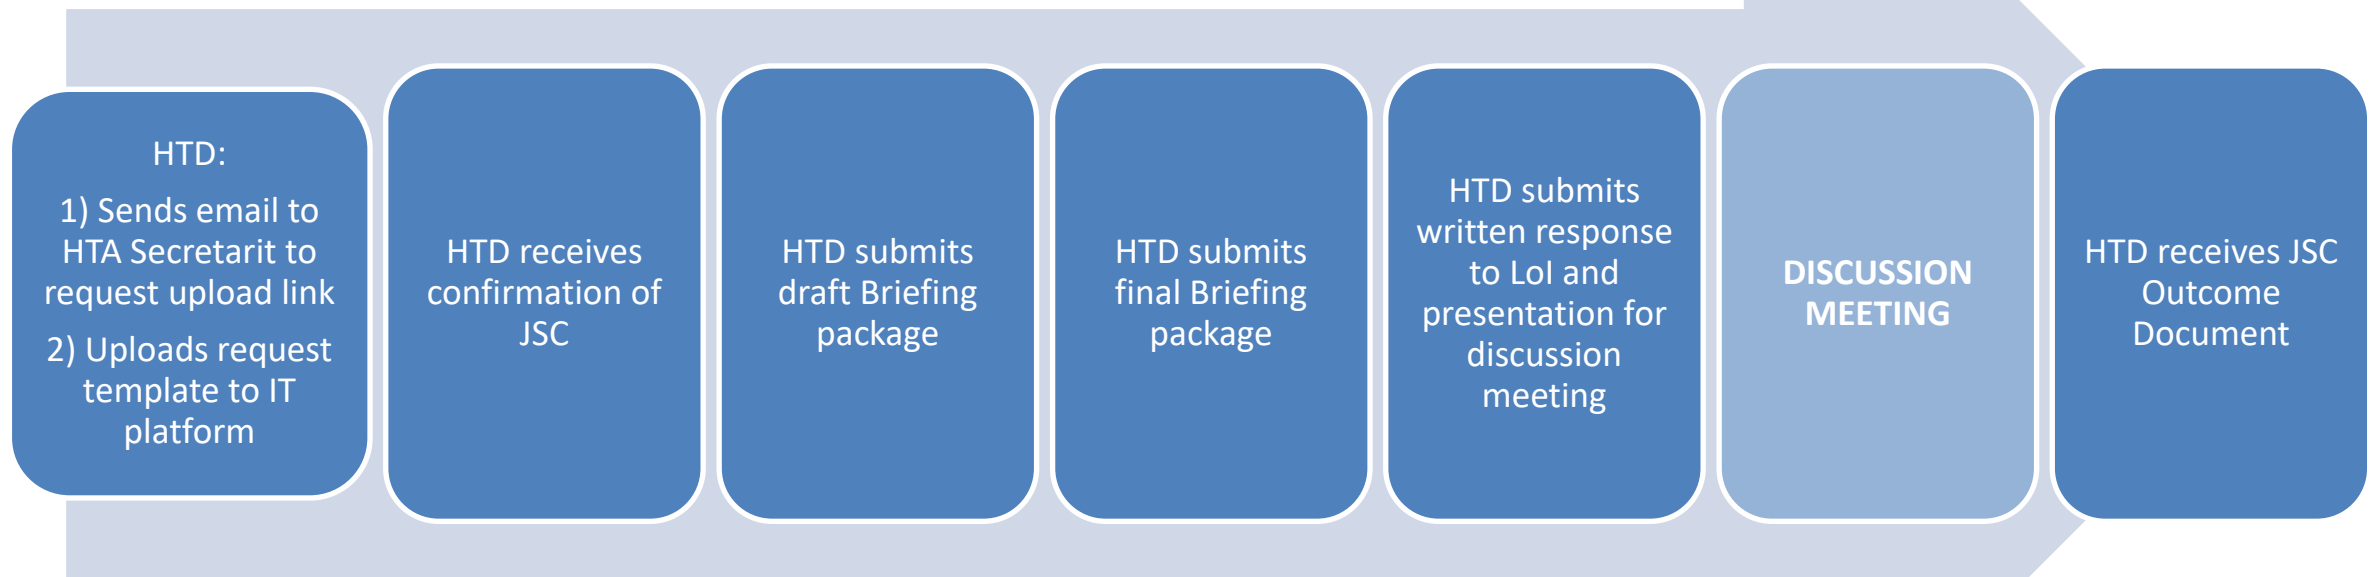 HTD:
1) Sends email to
HTA Secretarit to
request upload link
2) Uploads request
template to IT
platform
HTD receives
confirmation of
JSC
HTD submits
draft Briefing
package
HTD submits
final Briefing
package
HTD submits
written response
to LoI and
presentation for
discussion
meeting
DISCUSSION
MEETING
HTD receives JSC
Outcome
Document